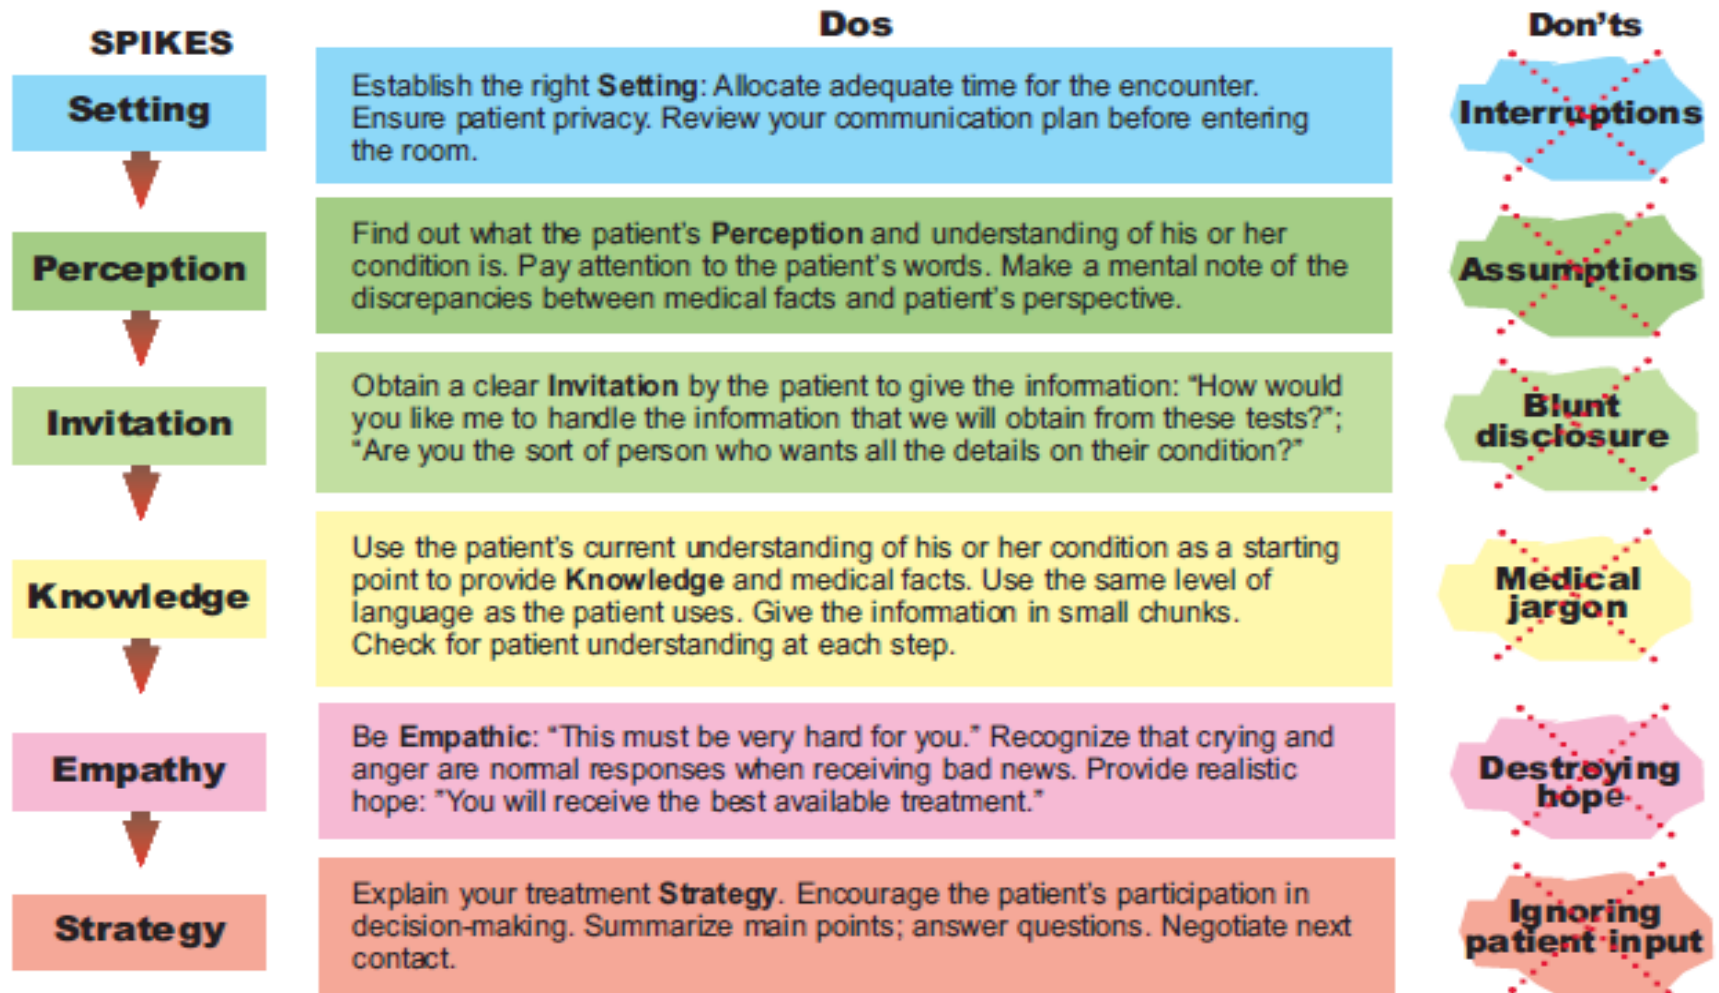 SPIKES
Dos
Don'ts
Setting
Establish the right Setting: Allocate adequate time for the encounter.
Ensure patient privacy. Review your communication plan before entering
the room.
Interruptions
Perception
Find out what the patient's Perception and understanding of his or her
condition is. Pay attention to the patient's words. Make a mental note of the
discrepancies between medical facts and patient's perspective.
Assumptions
Invitation
Obtain a clear Invitation by the patient to give the information: “How would
you like me to handle the information that we will obtain from these tests?”;
“Are you the sort of person who wants all the details on their condition?”
Blunt
disclosure
Knowledge
Use the patient's current understanding of his or her condition as a starting
point to provide Knowledge and medical facts. Use the same level of
language as the patient uses. Give the information in small chunks.
Check for patient understanding at each step.
Medical
jargon
Empathy
Be Empathic: “This must be very hard for you.” Recognize that crying and
anger are normal responses when receiving bad news. Provide realistic
hope: ”You will receive the best available treatment.”
Destroying
hope
Strategy
Explain your treatment Strategy. Encourage the patient's participation in
decision-making. Summarize main points; answer questions. Negotiate next
contact.
Ignoring
patient input